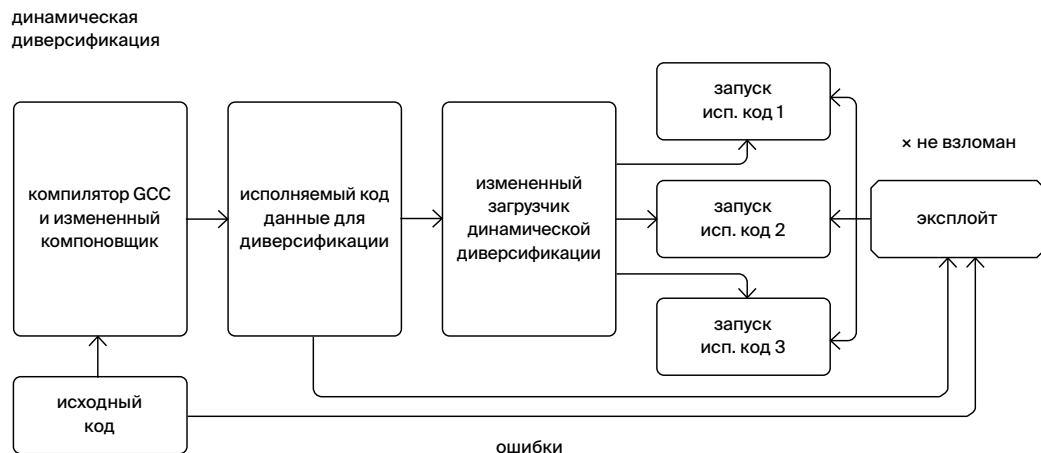 динамическая
диверсификация
компилятор GCC
и измененный
компоновщик
исполняемый код
данные для
диверсификации
измененный
загрузчик
динамической
диверсификации
запуск
исп. код 1
запуск
исп. код 2
запуск
исп. код 3
× не взломан
эксплойт
исходный
код
ошибки